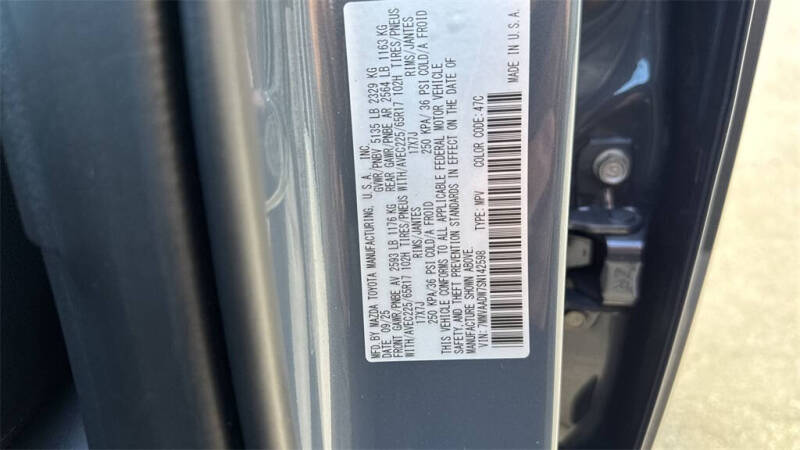 MFD. BY MAZDA TOYOTA MANUFACTURING, U.S.A., INC.
DATE: 09/25 GVWR/PNBV 5135 LB 2329 KG
FRONT GAWR/PNBE AV 2593 LB 1176 KG REAR GAWR/PNBE AR 2564 LB 1163 KG
WITH/AVEC225/65R17 102H TIRES/PNEUS WITH/AVEC225/65R17 102H TIRES/PNEUS
17X7J RIMS/JANTES 17X7J RIMS/JANTES
250 KPA/ 36 PSI COLD/A FROID 250 KPA/ 36 PSI COLD/A FROID
THIS VEHICLE CONFORMS TO ALL APPLICABLE FEDERAL MOTOR VEHICLE
SAFETY, AND THEFT PREVENTION STANDARDS IN EFFECT ON THE DATE OF
MANUFACTURE SHOWN ABOVE.
VIN: 7MMVAADW7SN142598 TYPE: MPV COLOR CODE: 47C MADE IN U.S.A.